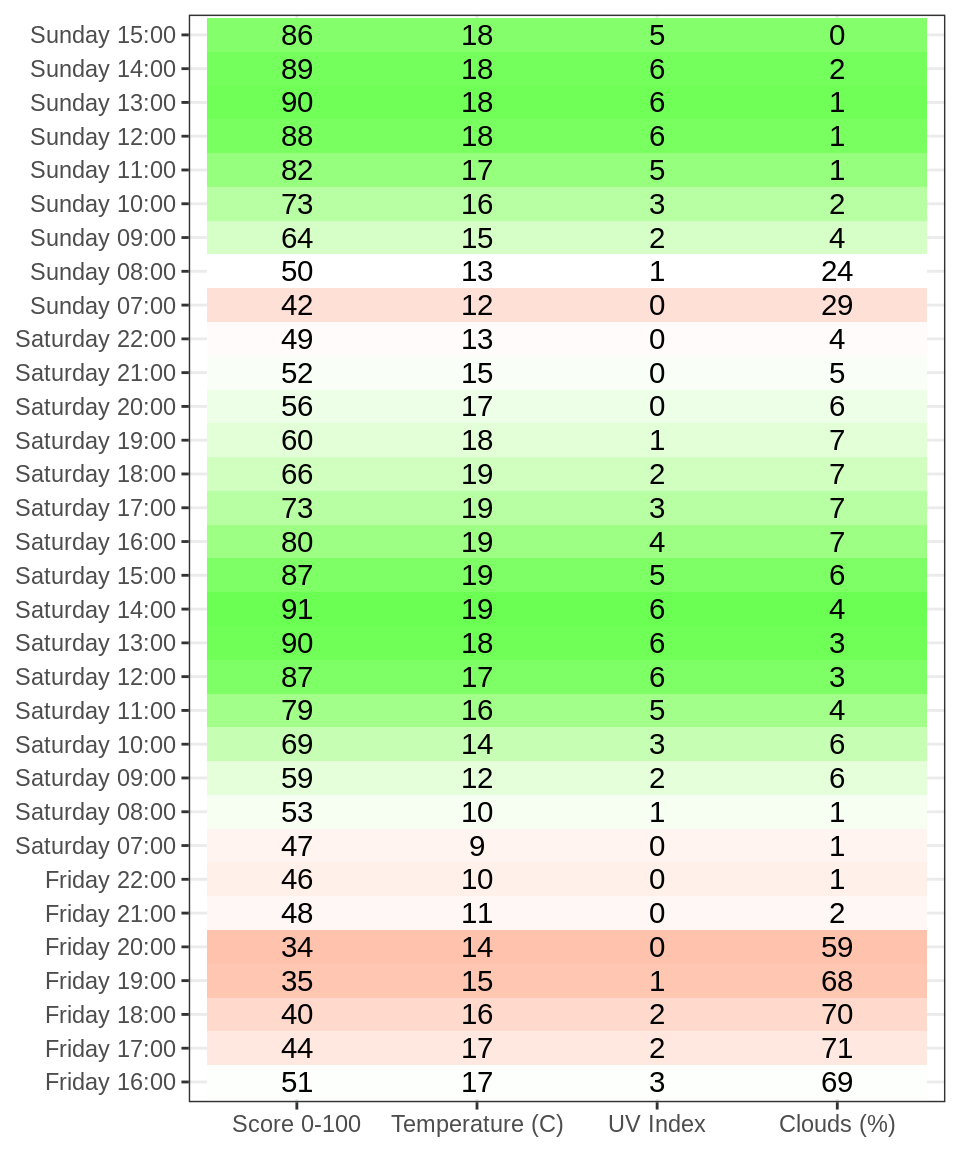 Sunday 15:00 86 18 5 0
Sunday 14:00 89 18 6 2
Sunday 13:00 90 18 6 1
Sunday 12:00 88 18 6 1
Sunday 11:00 82 17 5 1
Sunday 10:00 73 16 3 2
Sunday 09:00 64 15 2 4
Sunday 08:00 50 13 1 24
Sunday 07:00 42 12 0 29
Saturday 22:00 49 13 0 4
Saturday 21:00 52 15 0 5
Saturday 20:00 56 17 0 6
Saturday 19:00 60 18 1 7
Saturday 18:00 66 19 2 7
Saturday 17:00 73 19 3 7
Saturday 16:00 80 19 4 7
Saturday 15:00 87 19 5 6
Saturday 14:00 91 19 6 4
Saturday 13:00 90 18 6 3
Saturday 12:00 87 17 6 3
Saturday 11:00 79 16 5 4
Saturday 10:00 69 14 3 6
Saturday 09:00 59 12 2 6
Saturday 08:00 53 10 1 1
Saturday 07:00 47 9 0 1
Friday 22:00 46 10 0 1
Friday 21:00 48 11 0 2
Friday 20:00 34 14 0 59
Friday 19:00 35 15 1 68
Friday 18:00 40 16 2 70
Friday 17:00 44 17 2 71
Friday 16:00 51 17 3 69
Score 0-100 Temperature (C) UV Index Clouds (%)